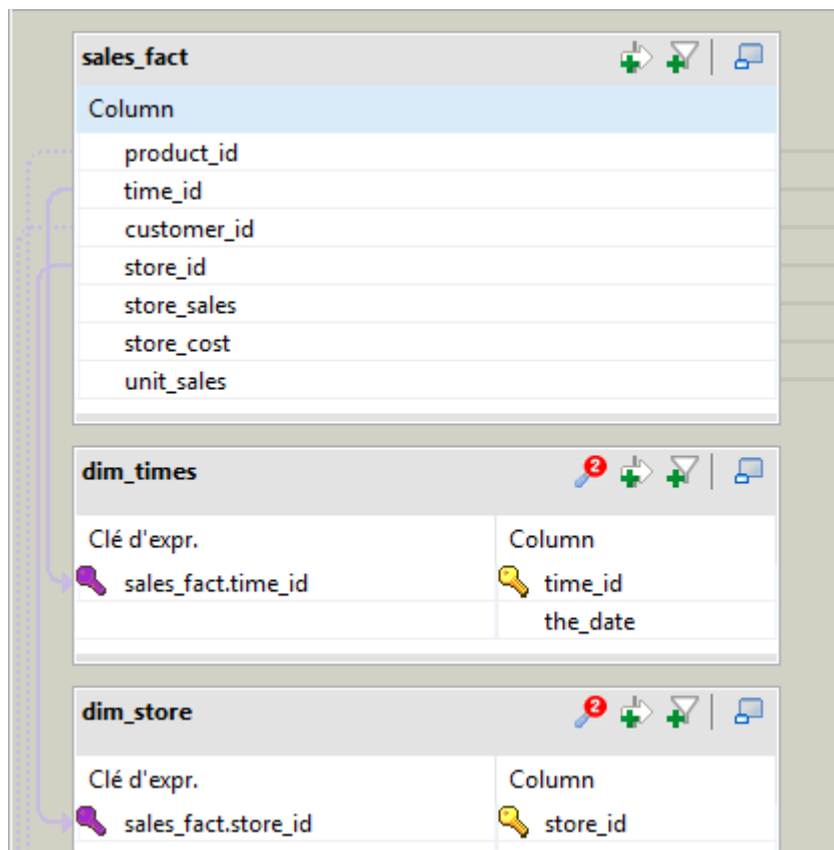 sales_fact
Column
product_id
time_id
customer_id
store_id
store_sales
store_cost
unit_sales
dim_times 2
Clé d'expr. Column
sales_fact.time_id time_id
the_date
dim_store 2
Clé d'expr. Column
sales_fact.store_id store_id